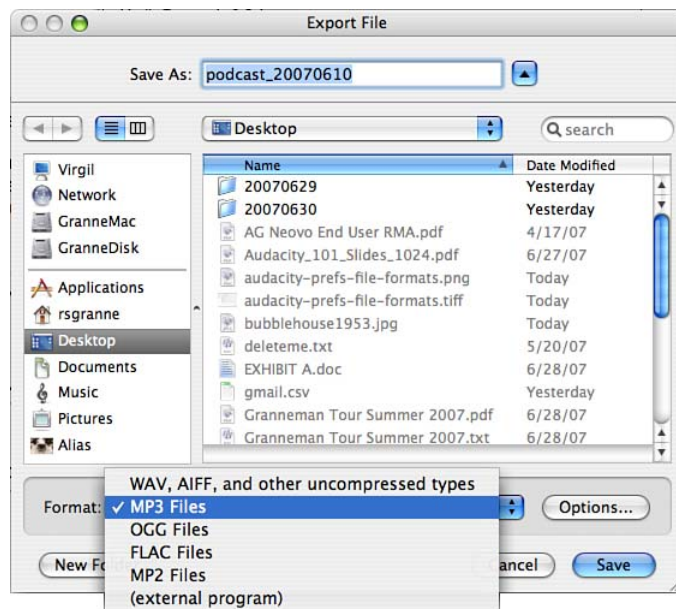 Export File
Save As: podcast_20070610
Desktop
search
Virgil
Network
GranneMac
GranneDisk
Applications
rsgranne
Desktop
Documents
Music
Pictures
Alias
Name Date Modified
20070629 Yesterday
20070630 Yesterday
AG Neovo End User RMA.pdf 4/17/07
Audacity_101_Slides_1024.pdf 6/27/07
audacity-prefs-file-formats.png Today
audacity-prefs-file-formats.tiff Today
bubblehouse1953.jpg Today
deleteme.txt 5/20/07
EXHIBIT A.doc 6/28/07
gmail.csv Yesterday
Granneman Tour Summer 2007.pdf 6/28/07
Granneman Tour Summer 2007.txt 6/28/07
Format:
WAV, AIFF, and other uncompressed types
✓ MP3 Files
OGG Files
FLAC Files
MP2 Files
(external program)
Options...
New F
ancel
Save